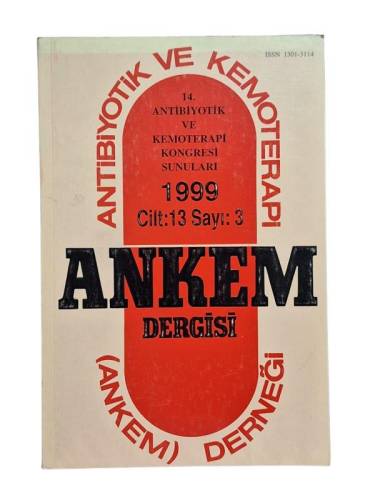 ISSN 1301-3114
ANTİBİYOTİK VE KEMOTERAPİ
14.
ANTİBİYOTİK
VE
KEMOTERAPİ
KONGRESİ
SUNULARI
1999
Cilt:13 Sayı: 3
ANKEM
DERGİSİ
(ANKEM) DERNEĞİ